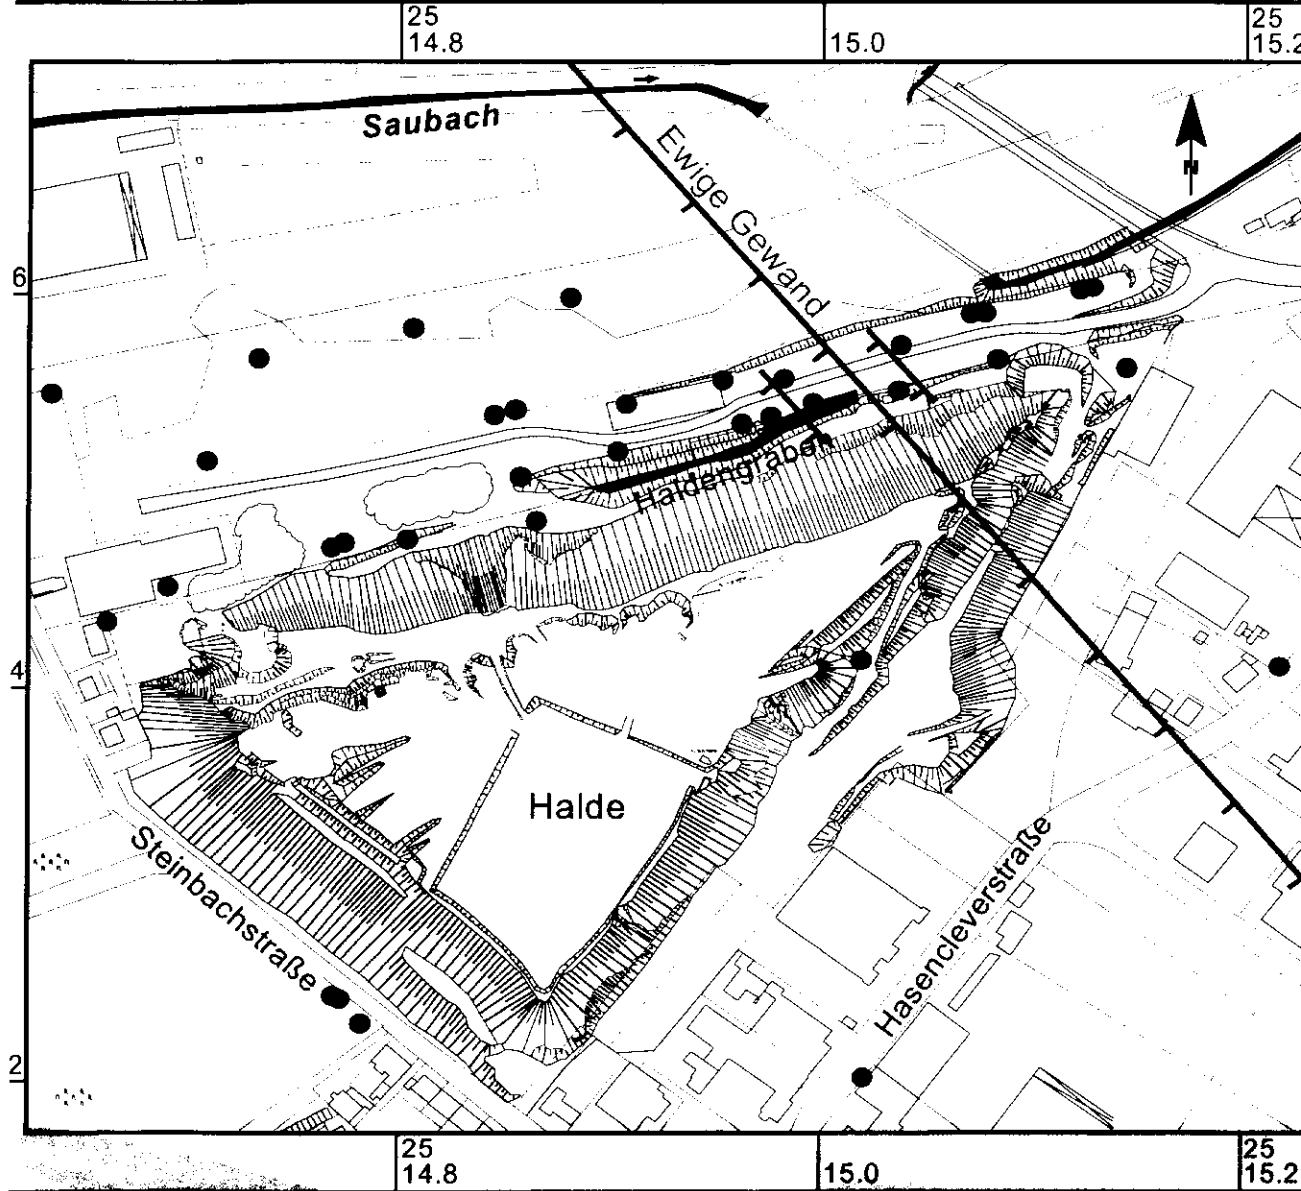 25
14.8
15.0
25
15.2
Saubach
Ewige Gewand
N
6
Haldengraben
4
Halde
Steinbachstraße
Hasencleverstraße
2
25
14.8
15.0
25
15.2